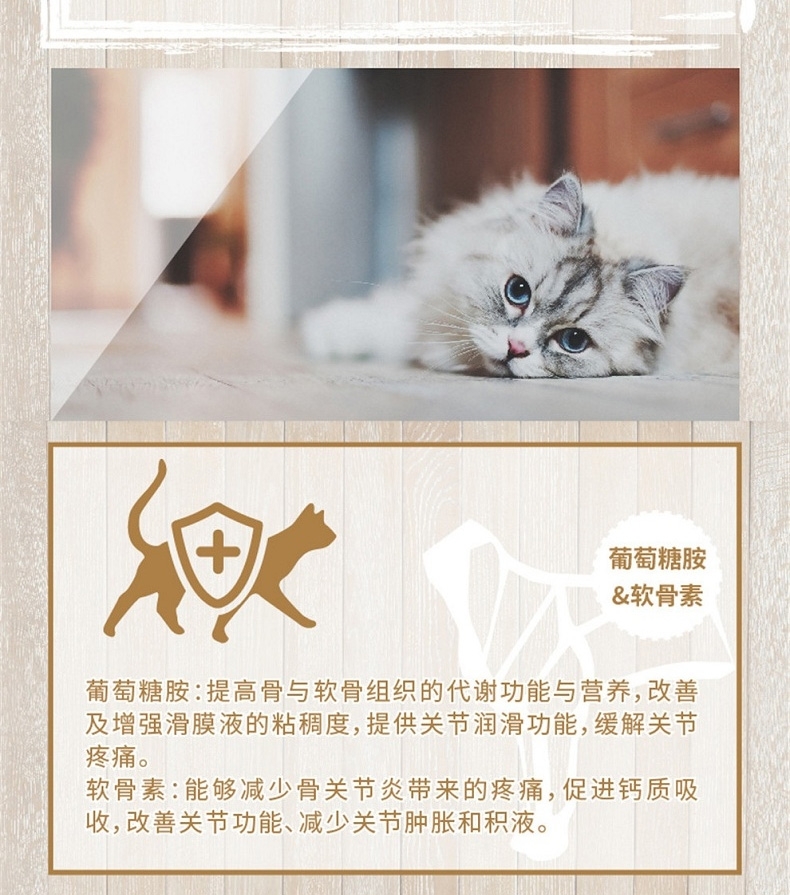 葡萄糖胺
&软骨素
葡萄糖胺:提高骨与软骨组织的代谢功能与营养,改善
及增强滑膜液的粘稠度,提供关节润滑功能,缓解关节
疼痛。
软骨素:能够减少骨关节炎带来的疼痛,促进钙质吸
收,改善关节功能、减少关节肿胀和积液。